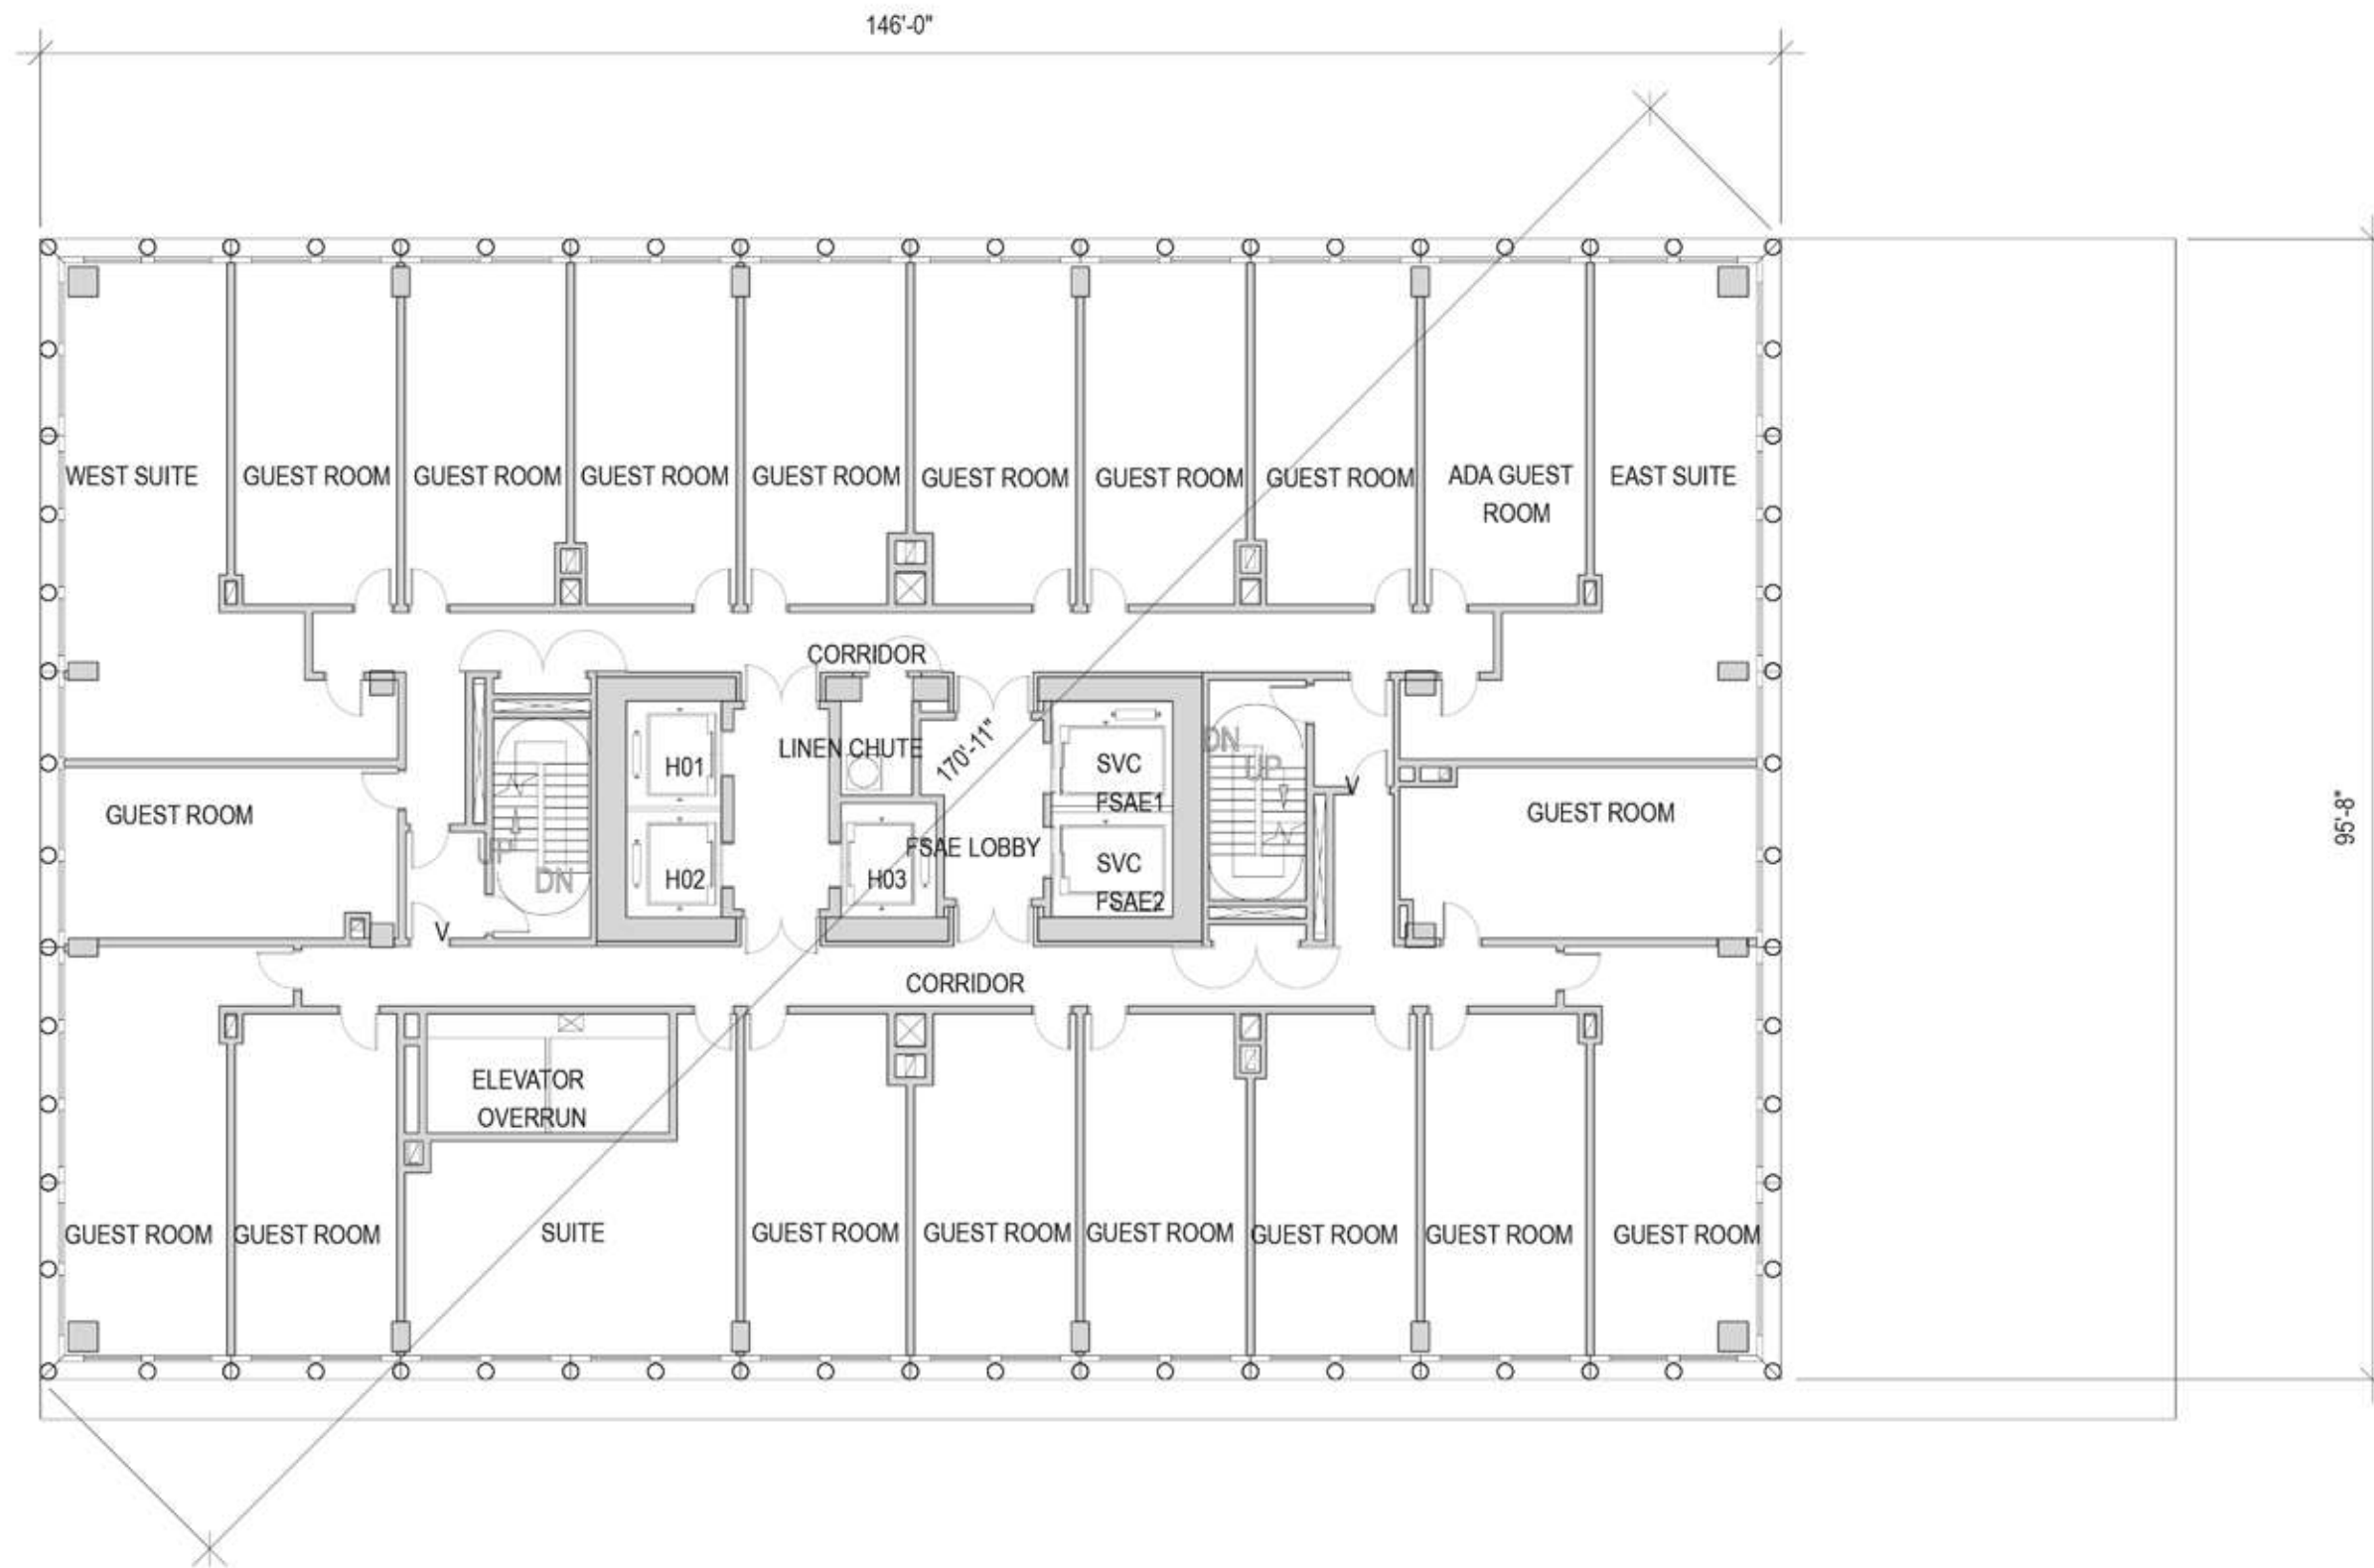 146'-0"
WEST SUITE
GUEST ROOM
GUEST ROOM
GUEST ROOM
GUEST ROOM
GUEST ROOM
GUEST ROOM
GUEST ROOM
ADA GUEST
ROOM
EAST SUITE
CORRIDOR
LINEN CHUTE
170'-11"
H01
SVC
FSAE1
DN
UP
V
GUEST ROOM
GUEST ROOM
95'-8"
UP
DN
H02
H03
FSAE LOBBY
SVC
FSAE2
V
CORRIDOR
ELEVATOR
OVERRUN
GUEST ROOM
GUEST ROOM
SUITE
GUEST ROOM
GUEST ROOM
GUEST ROOM
GUEST ROOM
GUEST ROOM
GUEST ROOM